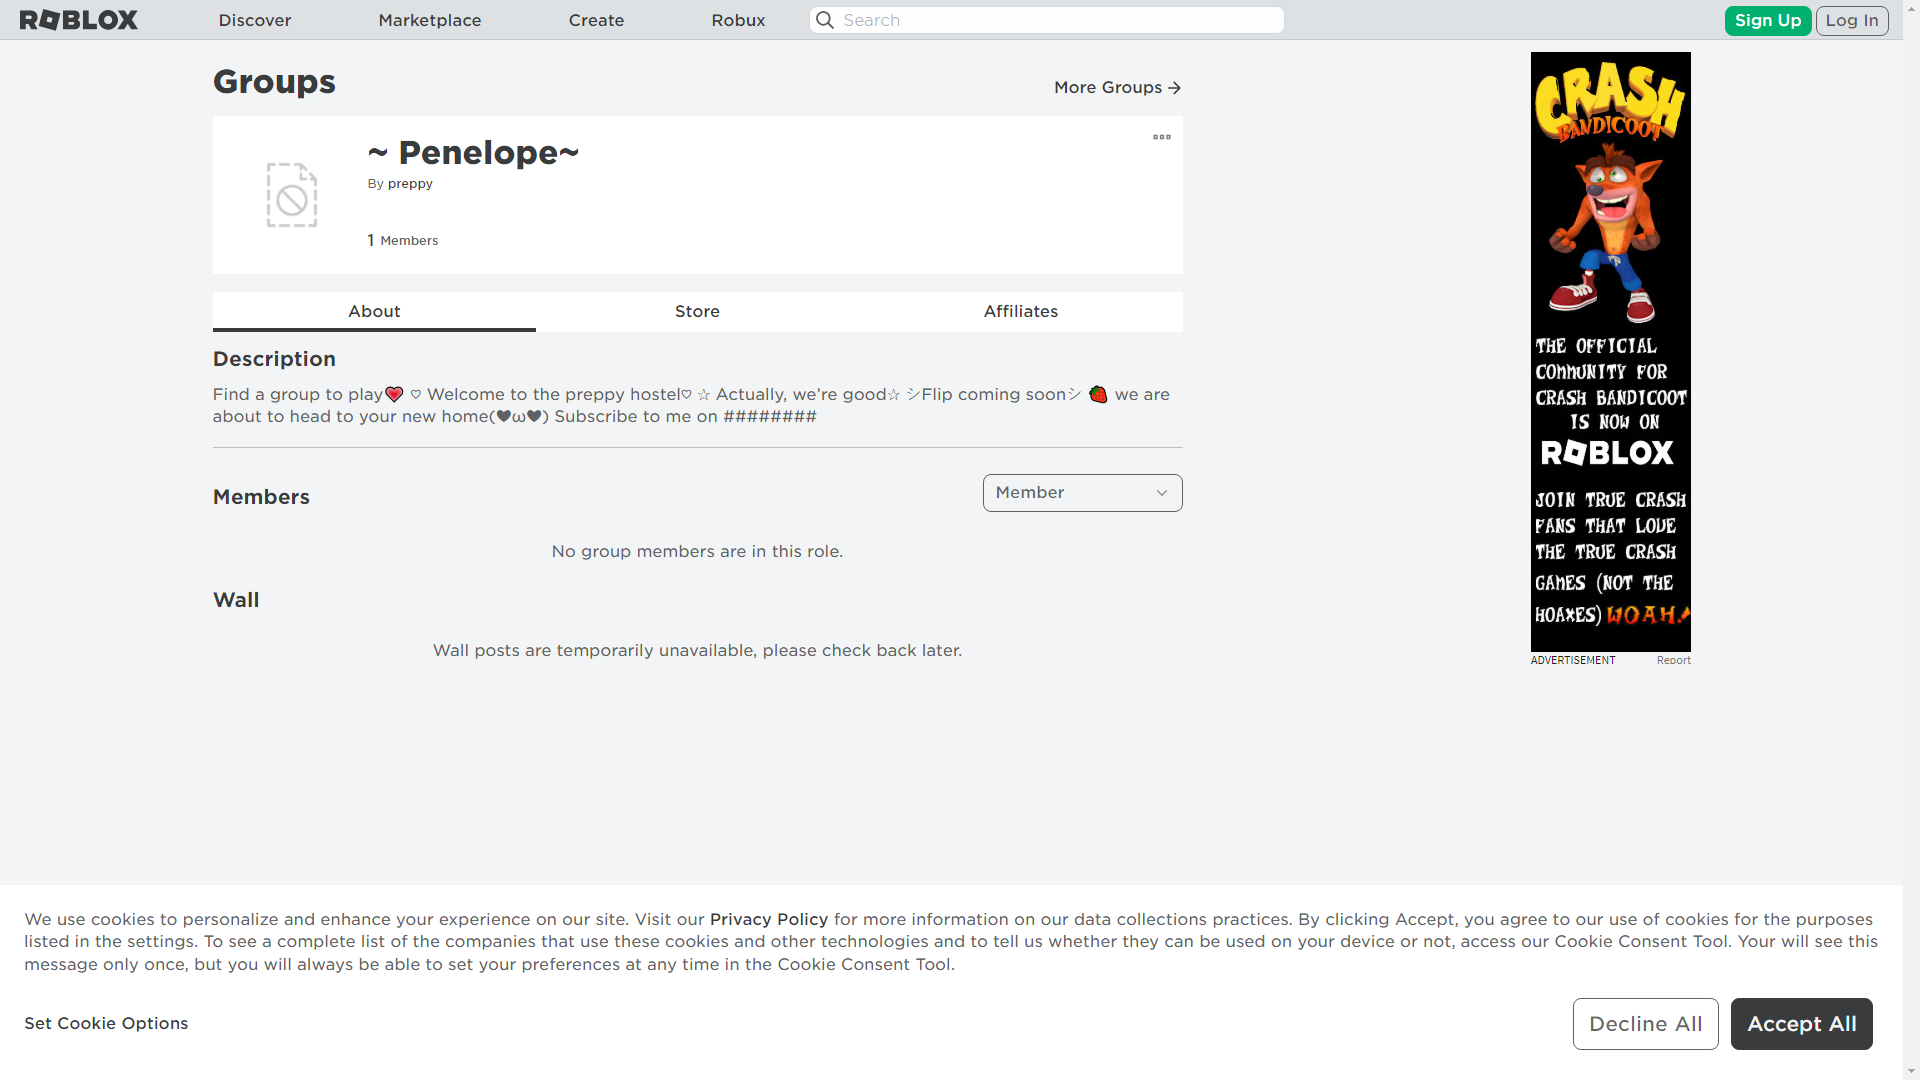 ROBLOX
Discover
Marketplace
Create
Robux
Search
Sign Up
Log In
Groups
More Groups
~ Penelope~
By preppy
1 Members
About
Store
Affiliates
Description
Find a group to play💗 ♡ Welcome to the preppy hostel♡ ☆ Actually, we’re good☆ シFlip coming soonシ 🍓 we are
about to head to your new home(♥ω♥) Subscribe to me on ########
Members
Member
No group members are in this role.
Wall
Wall posts are temporarily unavailable, please check back later.
CRASH
BANDICOOT
THE OFFICIAL
COMMUNITY FOR
CRASH BANDICOOT
IS NOW ON
ROBLOX
JOIN TRUE CRASH
FANS THAT LOVE
THE TRUE CRASH
GAMES (NOT THE
HOAXES) WOAH!
ADVERTISEMENT
Report
We use cookies to personalize and enhance your experience on our site. Visit our Privacy Policy for more information on our data collections practices. By clicking Accept, you agree to our use of cookies for the purposes
listed in the settings. To see a complete list of the companies that use these cookies and other technologies and to tell us whether they can be used on your device or not, access our Cookie Consent Tool. Your will see this
message only once, but you will always be able to set your preferences at any time in the Cookie Consent Tool.
Set Cookie Options
Decline All
Accept All